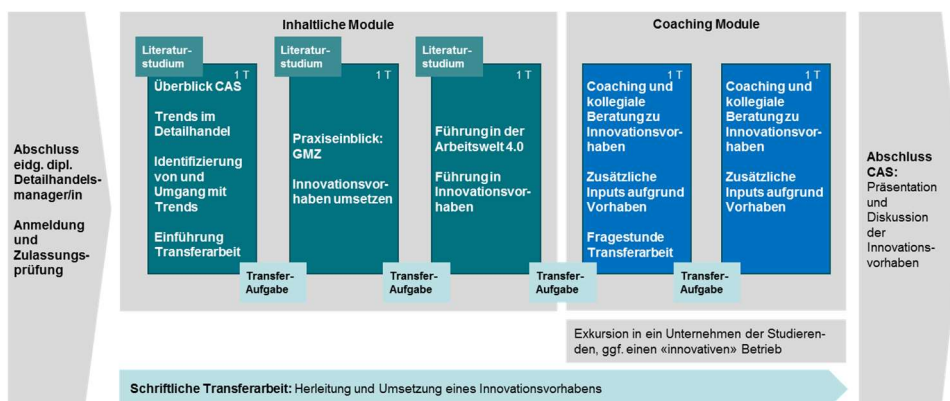 Abschluss
eidg. dipl.
Detailhandels-
manager/in
Anmeldung
und
Zulassungs-
prüfung
Inhaltliche Module
Literatur-
studium
1 T
Überblick CAS
Trends im
Detailhandel
Identifizierung
von und
Umgang mit
Trends
Einführung
Transferarbeit
Transfer-
Aufgabe
Literatur-
studium
1 T
Praxiseinblick:
GMZ
Innovationsvor-
haben umsetzen
Transfer-
Aufgabe
Literatur-
studium
1 T
Führung in der
Arbeitswelt 4.0
Führung in
Innovationsvor-
haben
Transfer-
Aufgabe
Coaching Module
1 T
Coaching und
kollegiale
Beratung zu
Innovationsvor-
haben
Zusätzliche
Inputs aufgrund
Vorhaben
Fragestunde
Transferarbeit
Transfer-
Aufgabe
1 T
Coaching und
kollegiale
Beratung zu
Innovationsvor-
haben
Zusätzliche
Inputs aufgrund
Vorhaben
Exkursion in ein Unternehmen der Studieren-
den, ggf. einen «innovativen» Betrieb
Schriftliche Transferarbeit: Herleitung und Umsetzung eines Innovationsvorhabens
Abschluss
CAS:
Präsentation
und
Diskussion
der
Innovations-
vorhaben